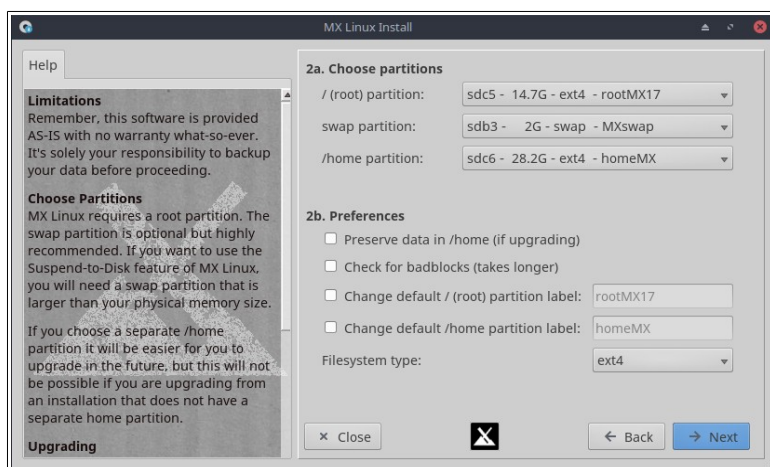 MX Linux Install
Help
Limitations
Remember, this software is provided
AS-IS with no warranty what-so-ever.
It's solely your responsibility to backup
your data before proceeding.
Choose Partitions
MX Linux requires a root partition. The
swap partition is optional but highly
recommended. If you want to use the
Suspend-to-Disk feature of MX Linux,
you will need a swap partition that is
larger than your physical memory size.
If you choose a separate /home
partition it will be easier for you to
upgrade in the future, but this will not
be possible if you are upgrading from
an installation that does not have a
separate home partition.
Upgrading
2a. Choose partitions
/ (root) partition: sdc5 - 14.7G - ext4 - rootMX17
swap partition: sdb3 - 2G - swap - MXswap
/home partition: sdc6 - 28.2G - ext4 - homeMX
2b. Preferences
Preserve data in /home (if upgrading)
Check for badblocks (takes longer)
Change default / (root) partition label: rootMX17
Change default /home partition label: homeMX
Filesystem type: ext4
Close
Back
Next